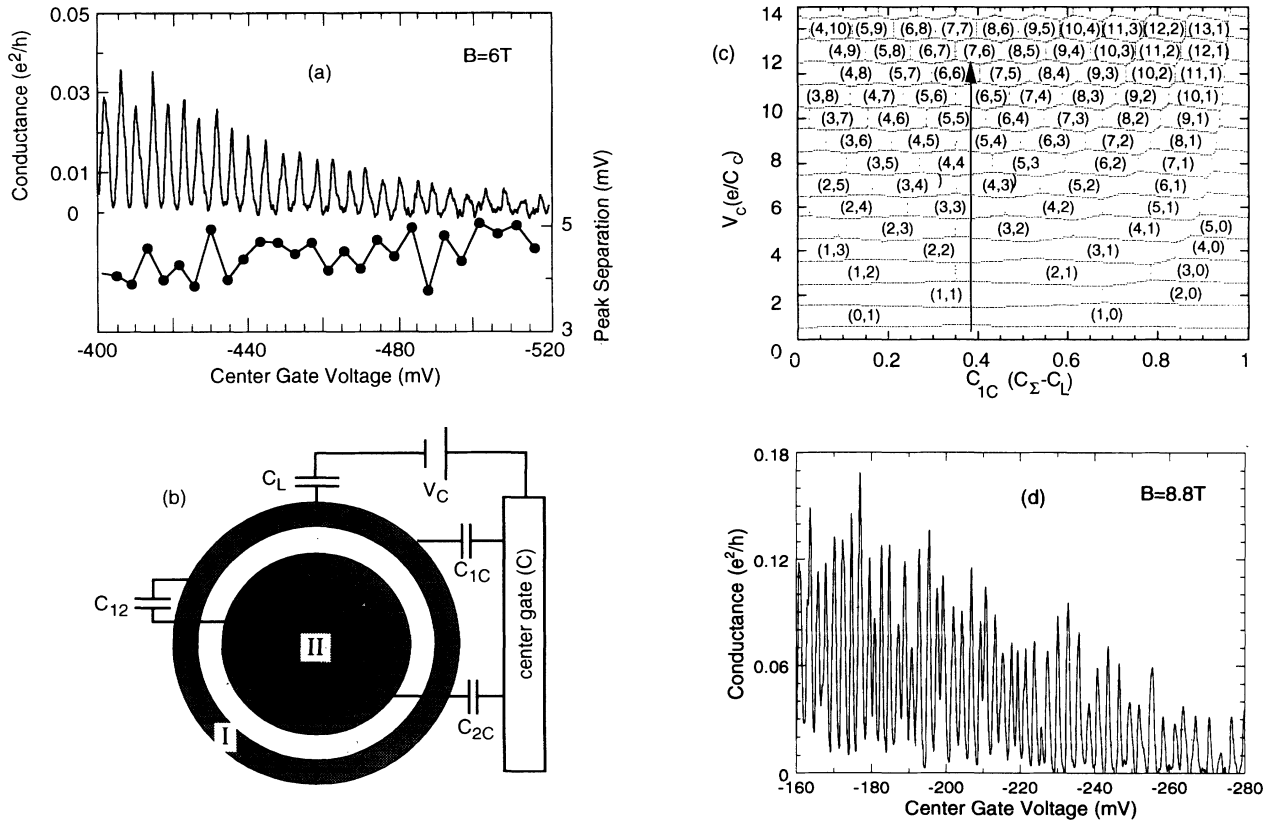 (a)
B=6T
Conductance (e²/h)
0.05
0.03
0.01
0
5
3
Peak Separation (mV)
-400
-440
-480
-520
Center Gate Voltage (mV)
(b)
C_L
V_C
C_1C
C_12
C_2C
center gate (C)
I
II
(c)
V_C(e/C_C)
14
12
10
8
6
4
2
0
(4,10) (5,9) (6,8) (7,7) (8,6) (9,5) (10,4) (11,3) (12,2) (13,1)
(4,9) (5,8) (6,7) (7,6) (8,5) (9,4) (10,3) (11,2) (12,1)
(4,8) (5,7) (6,6) (7,5) (8,4) (9,3) (10,2) (11,1)
(3,8) (4,7) (5,6) (6,5) (7,4) (8,3) (9,2) (10,1)
(3,7) (4,6) (5,5) (6,4) (7,3) (8,2) (9,1)
(3,6) (4,5) (5,4) (6,3) (7,2) (8,1)
(3,5) (4,4 (5,3 (6,2) (7,1)
(2,5) (3,4) ) (4,3) ) (5,2) (6,1)
(2,4) (3,3) (4,2) (5,1)
(2,3) (3,2) (4,1) (5,0)
(1,3) (2,2) (3,1) (4,0)
(1,2) (2,1) (3,0)
(1,1) (2,0)
(0,1) (1,0)
0
0.2
0.4
0.6
0.8
1
C_1C (C_Σ-C_L)
(d)
B=8.8T
Conductance (e²/h)
0.18
0.12
0.06
0
-160
-180
-200
-220
-240
-260
-280
Center Gate Voltage (mV)